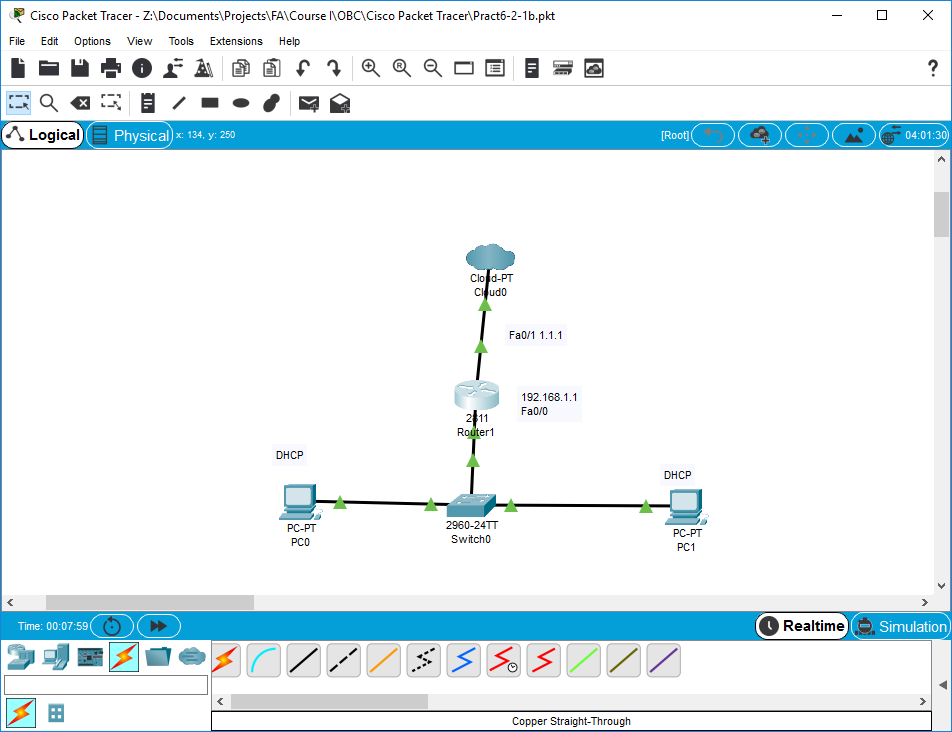 Cisco Packet Tracer - Z:\Documents\Projects\FA\Course I\OBC\Cisco Packet Tracer\Pract6-2-1b.pkt
File Edit Options View Tools Extensions Help
Logical Physical x: 134, y: 250 [Root] 04:01:30
Cloud-PT
Cloud0
Fa0/1 1.1.1
192.168.1.1
Fa0/0
2811
Router1
DHCP
DHCP
PC-PT
PC0
2960-24TT
Switch0
PC-PT
PC1
Time: 00:07:59 Realtime Simulation
Copper Straight-Through